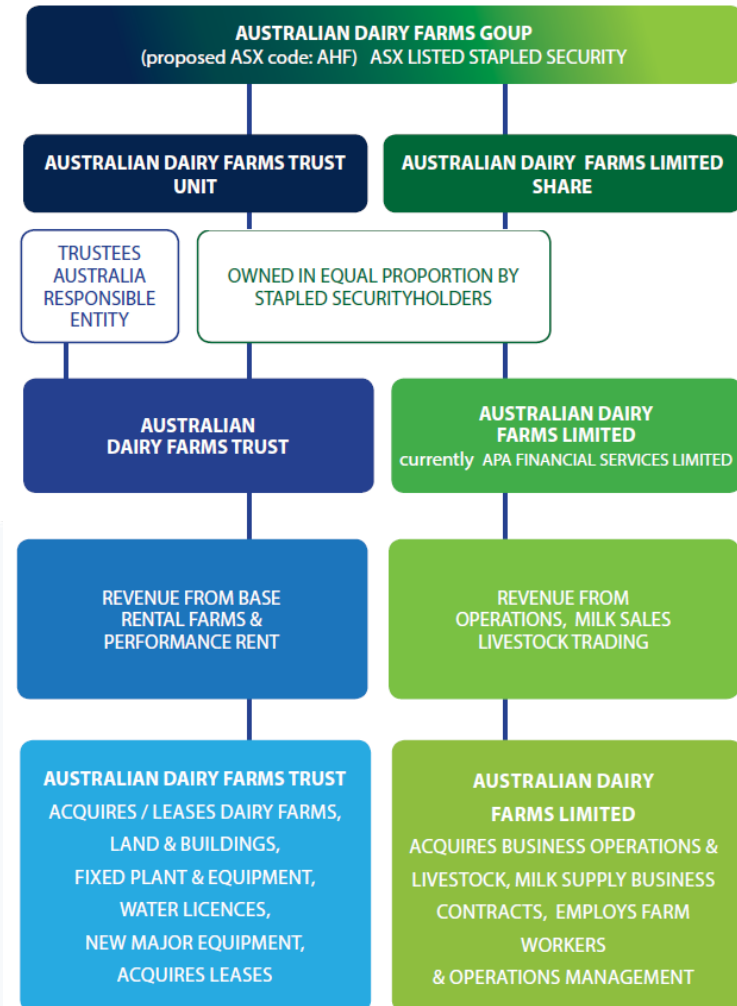 AUSTRALIAN DAIRY FARMS GOUP
(proposed ASX code: AHF) ASX LISTED STAPLED SECURITY
AUSTRALIAN DAIRY FARMS TRUST
UNIT
AUSTRALIAN DAIRY FARMS LIMITED
SHARE
TRUSTEES
AUSTRALIA
RESPONSIBLE
ENTITY
OWNED IN EQUAL PROPORTION BY
STAPLED SECURITYHOLDERS
AUSTRALIAN
DAIRY FARMS TRUST
AUSTRALIAN DAIRY
FARMS LIMITED
currently APA FINANCIAL SERVICES LIMITED
REVENUE FROM BASE
RENTAL FARMS &
PERFORMANCE RENT
REVENUE FROM
OPERATIONS, MILK SALES
LIVESTOCK TRADING
AUSTRALIAN DAIRY FARMS TRUST
ACQUIRES / LEASES DAIRY FARMS,
LAND & BUILDINGS,
FIXED PLANT & EQUIPMENT,
WATER LICENCES,
NEW MAJOR EQUIPMENT,
ACQUIRES LEASES
AUSTRALIAN DAIRY
FARMS LIMITED
ACQUIRES BUSINESS OPERATIONS &
LIVESTOCK, MILK SUPPLY BUSINESS
CONTRACTS, EMPLOYS FARM
WORKERS
& OPERATIONS MANAGEMENT